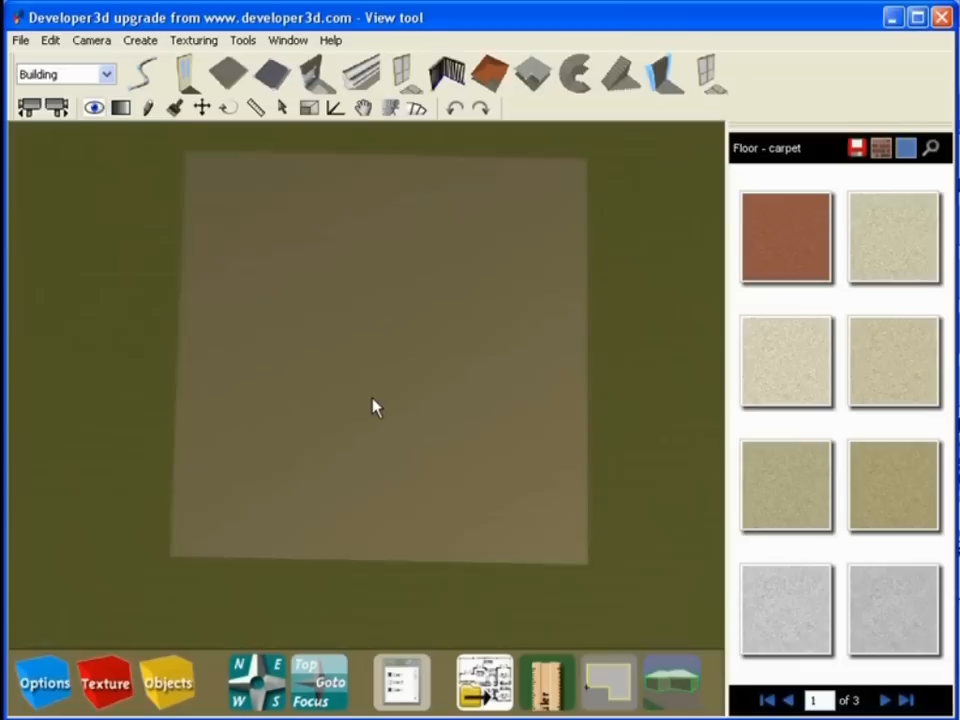 Developer3d upgrade from www.developer3d.com - View tool
File Edit Camera Create Texturing Tools Window Help
Building
Floor - carpet
Options Texture Objects N E W S Top Goto Focus
1 of 3